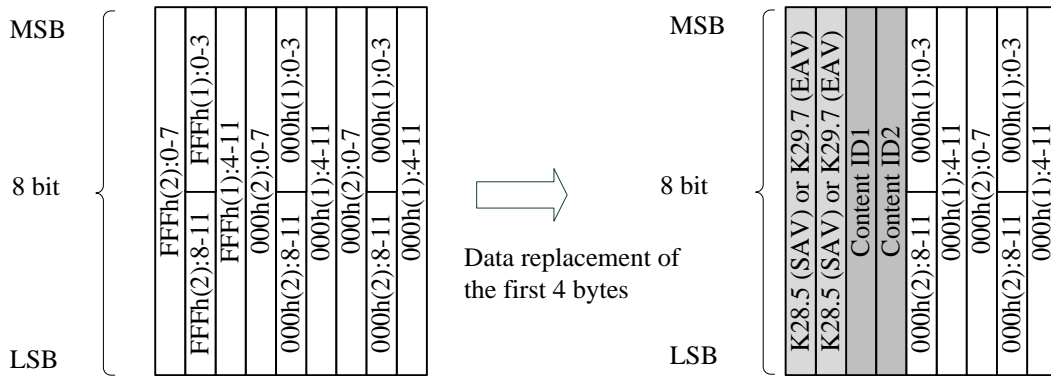 MSB
8 bit
LSB
FFFh(2):0-7
FFFh(1):0-3
FFFh(2):8-11
FFFh(1):4-11
000h(2):0-7
000h(1):0-3
000h(2):8-11
000h(1):4-11
000h(2):0-7
000h(1):0-3
000h(2):8-11
000h(1):4-11
Data replacement of
the first 4 bytes
MSB
8 bit
LSB
K28.5 (SAV) or K29.7 (EAV)
K28.5 (SAV) or K29.7 (EAV)
Content ID1
Content ID2
000h(1):0-3
000h(2):8-11
000h(1):4-11
000h(2):0-7
000h(1):0-3
000h(2):8-11
000h(1):4-11